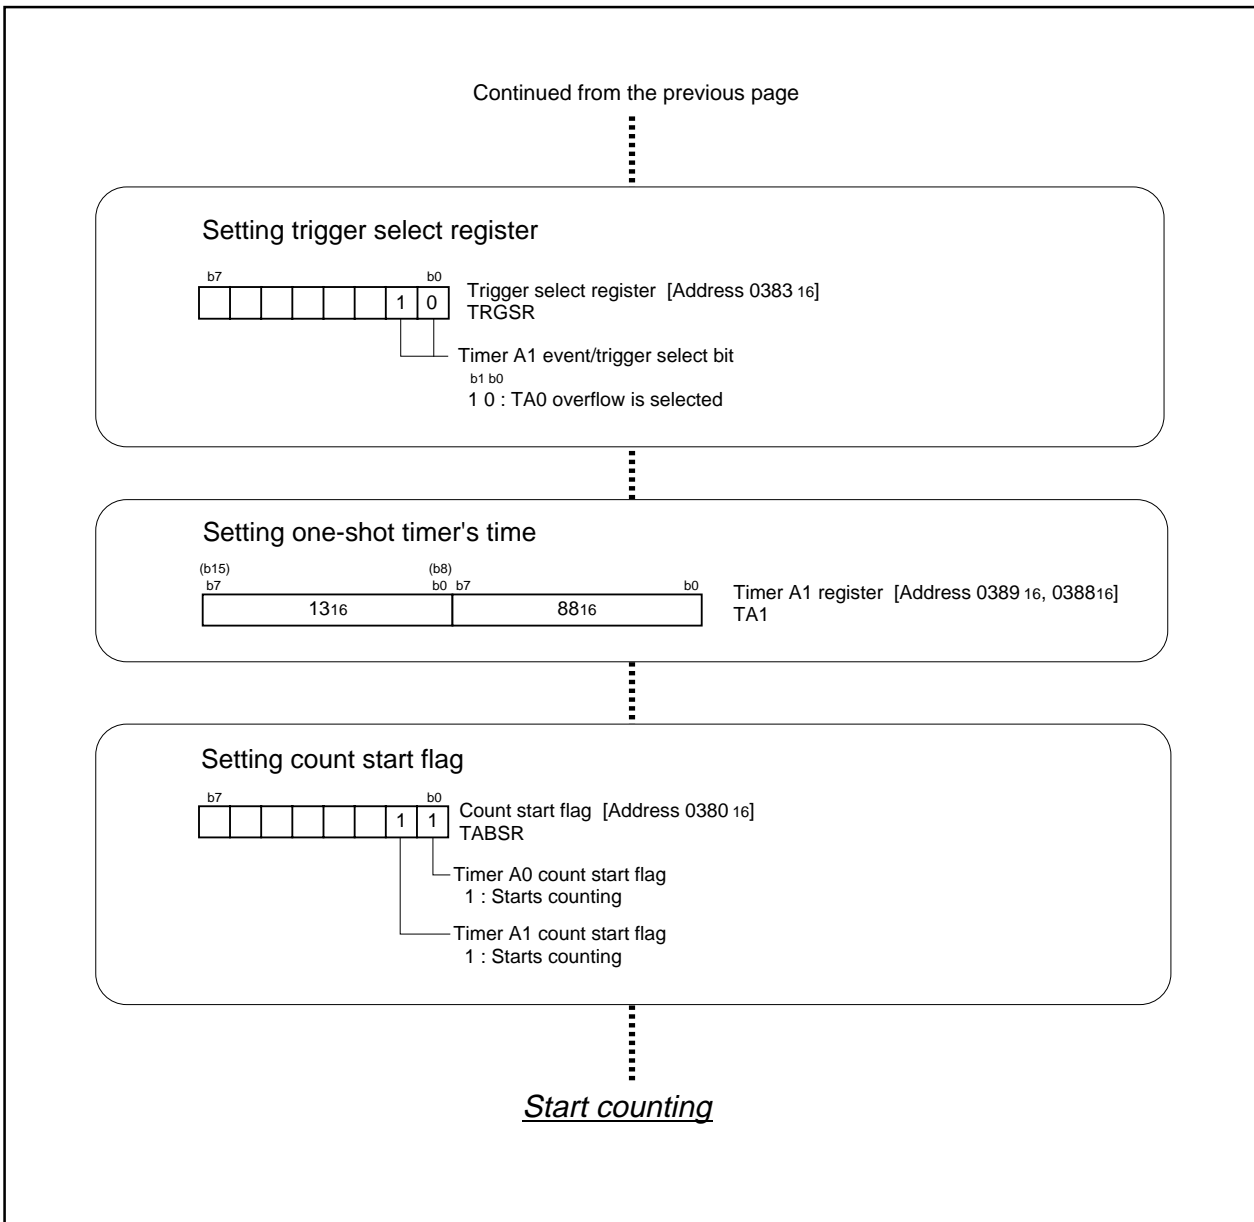 Continued from the previous page
Setting trigger select register
b7 b0
1 0
Trigger select register [Address 0383 16]
TRGSR
Timer A1 event/trigger select bit
b1 b0
1 0 : TA0 overflow is selected
Setting one-shot timer's time
(b15) (b8)
b7 b0 b7 b0
1316 8816
Timer A1 register [Address 0389 16, 038816]
TA1
Setting count start flag
b7 b0
1 1
Count start flag [Address 0380 16]
TABSR
Timer A0 count start flag
1 : Starts counting
Timer A1 count start flag
1 : Starts counting
Start counting